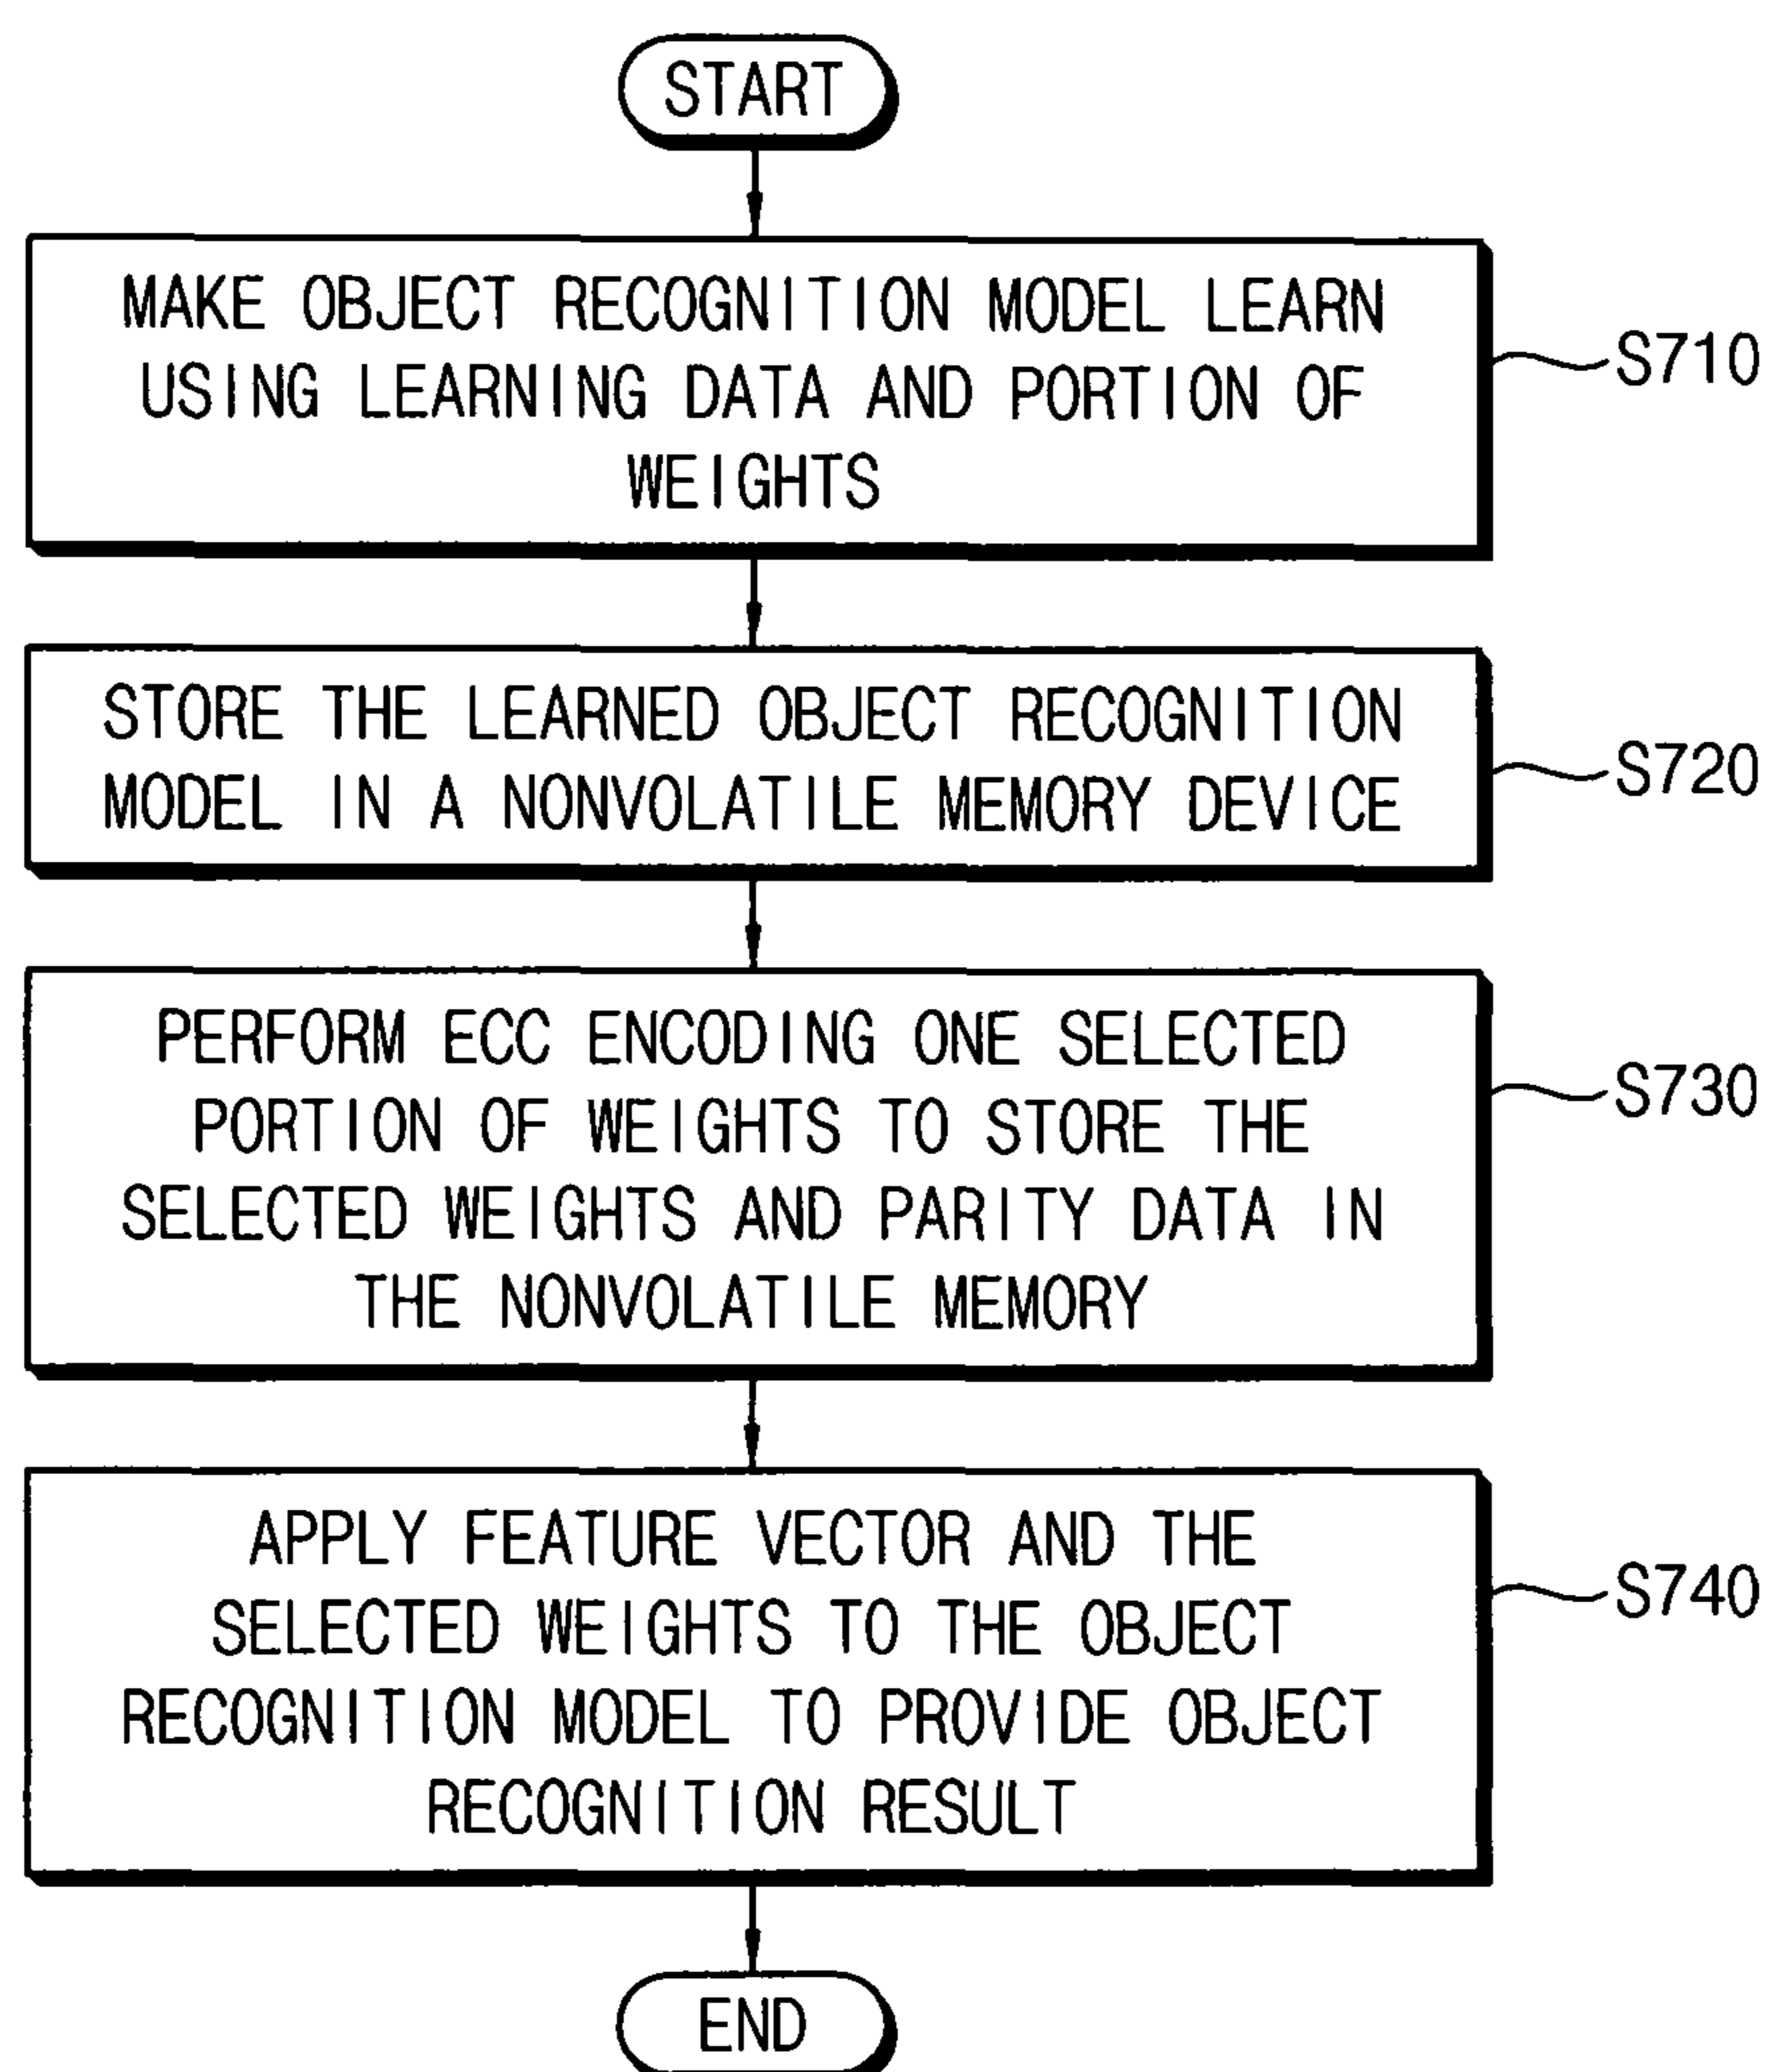 START
MAKE OBJECT RECOGNITION MODEL LEARN
USING LEARNING DATA AND PORTION OF
WEIGHTS
S710
STORE THE LEARNED OBJECT RECOGNITION
MODEL IN A NONVOLATILE MEMORY DEVICE
S720
PERFORM ECC ENCODING ONE SELECTED
PORTION OF WEIGHTS TO STORE THE
SELECTED WEIGHTS AND PARITY DATA IN
THE NONVOLATILE MEMORY
S730
APPLY FEATURE VECTOR AND THE
SELECTED WEIGHTS TO THE OBJECT
RECOGNITION MODEL TO PROVIDE OBJECT
RECOGNITION RESULT
S740
END